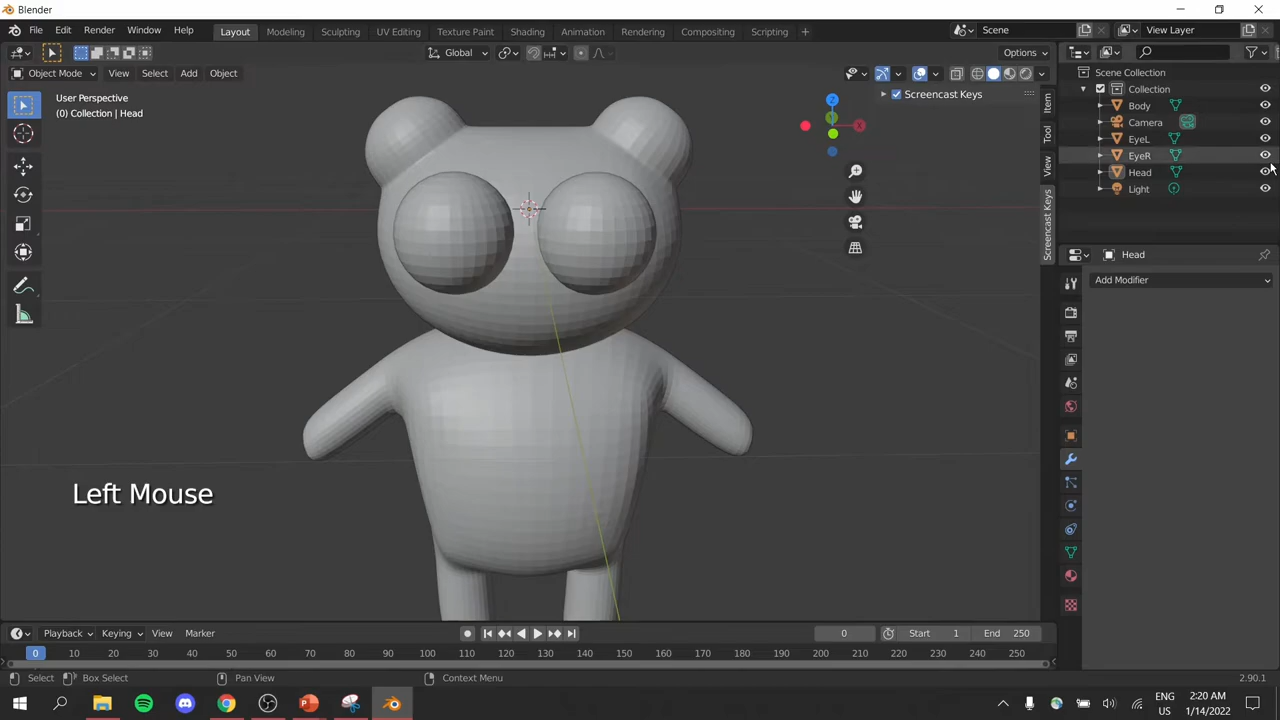 Blender
File Edit Render Window Help Layout Modeling Sculpting UV Editing Texture Paint Shading Animation Rendering Compositing Scripting + Scene View Layer
Global Options
Object Mode View Select Add Object
User Perspective
(0) Collection | Head
Screencast Keys
Z
X
Item
Tool
View
Screencast Keys
Scene Collection
Collection
Body
Camera
EyeL
EyeR
Head
Light
Head
Add Modifier
Left Mouse
Playback Keying View Marker 0 Start 1 End 250
0 10 20 30 40 50 60 70 80 90 100 110 120 130 140 150 160 170 180 190 200 210 220 230 240 250
Select Box Select Pan View Context Menu 2.90.1
ENG
US
2:20 AM
1/14/2022